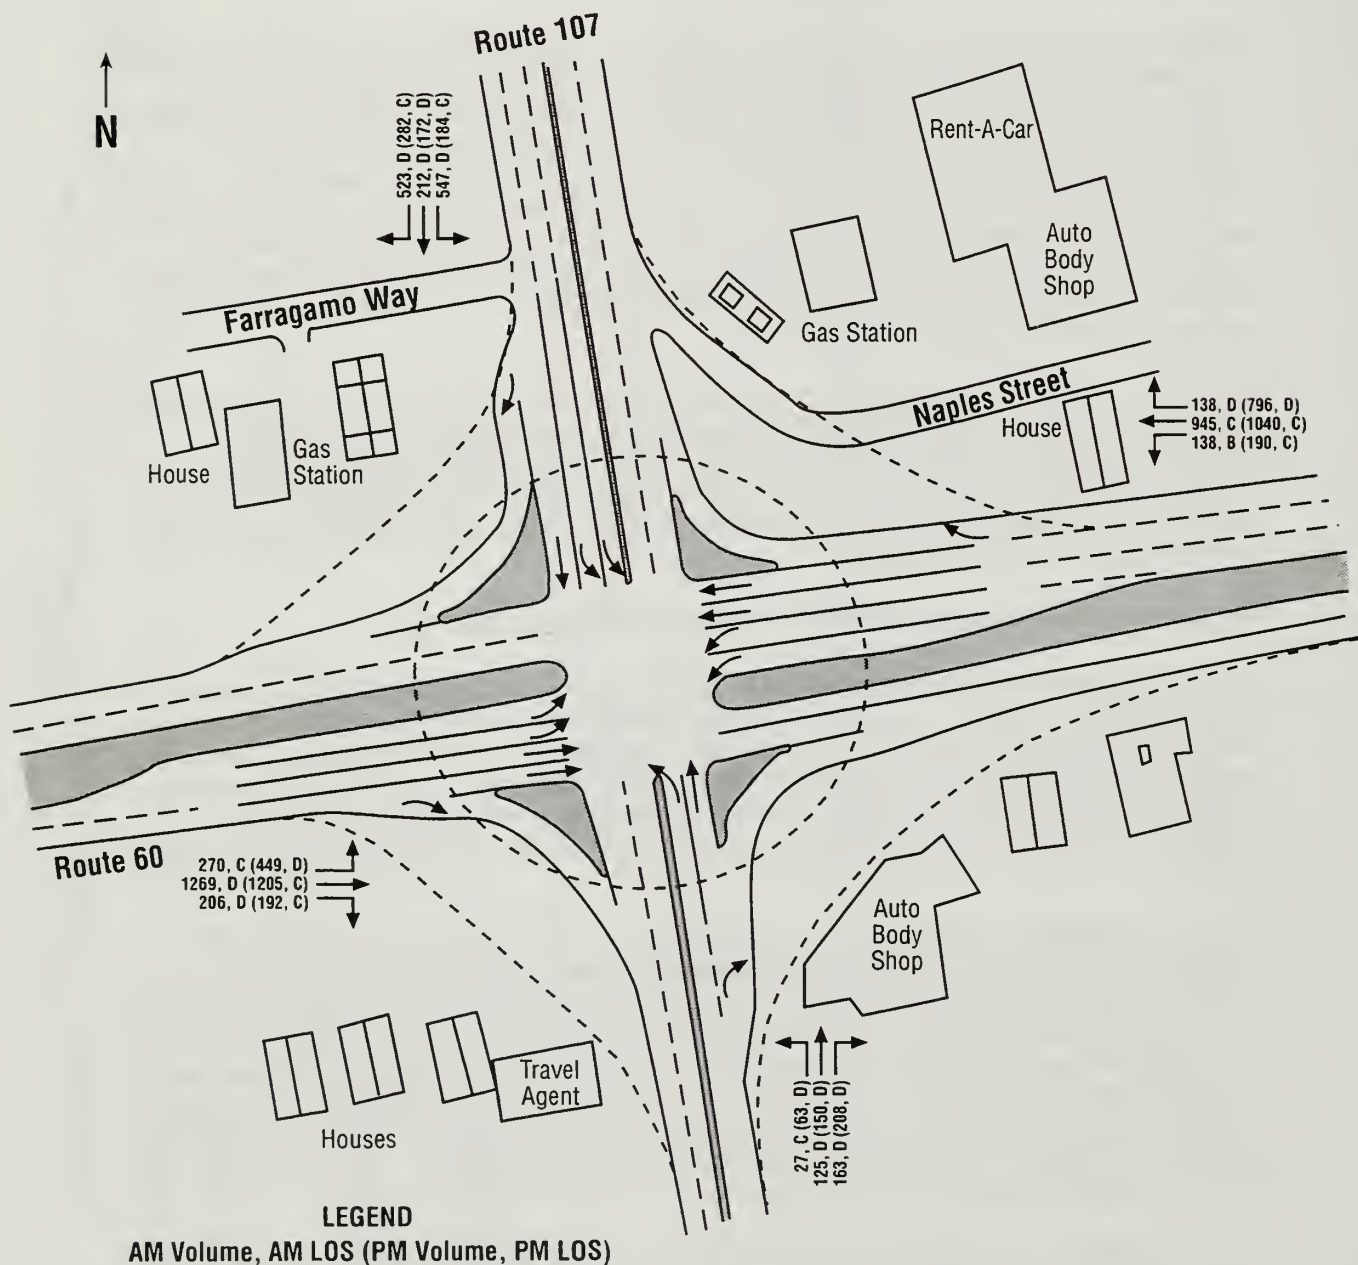 Route 107
N
523, D (282, C)
212, D (172, D)
547, D (184, C)
Rent-A-Car
Auto
Body
Shop
Gas Station
Farragamo Way
Naples Street
House
138, D (796, D)
945, C (1040, C)
138, B (190, C)
House
Gas
Station
Route 60
270, C (449, D)
1269, D (1205, C)
206, D (192, C)
Auto
Body
Shop
Travel
Agent
Houses
27, C (63, D)
125, D (150, D)
163, D (208, D)
LEGEND
AM Volume, AM LOS (PM Volume, PM LOS)